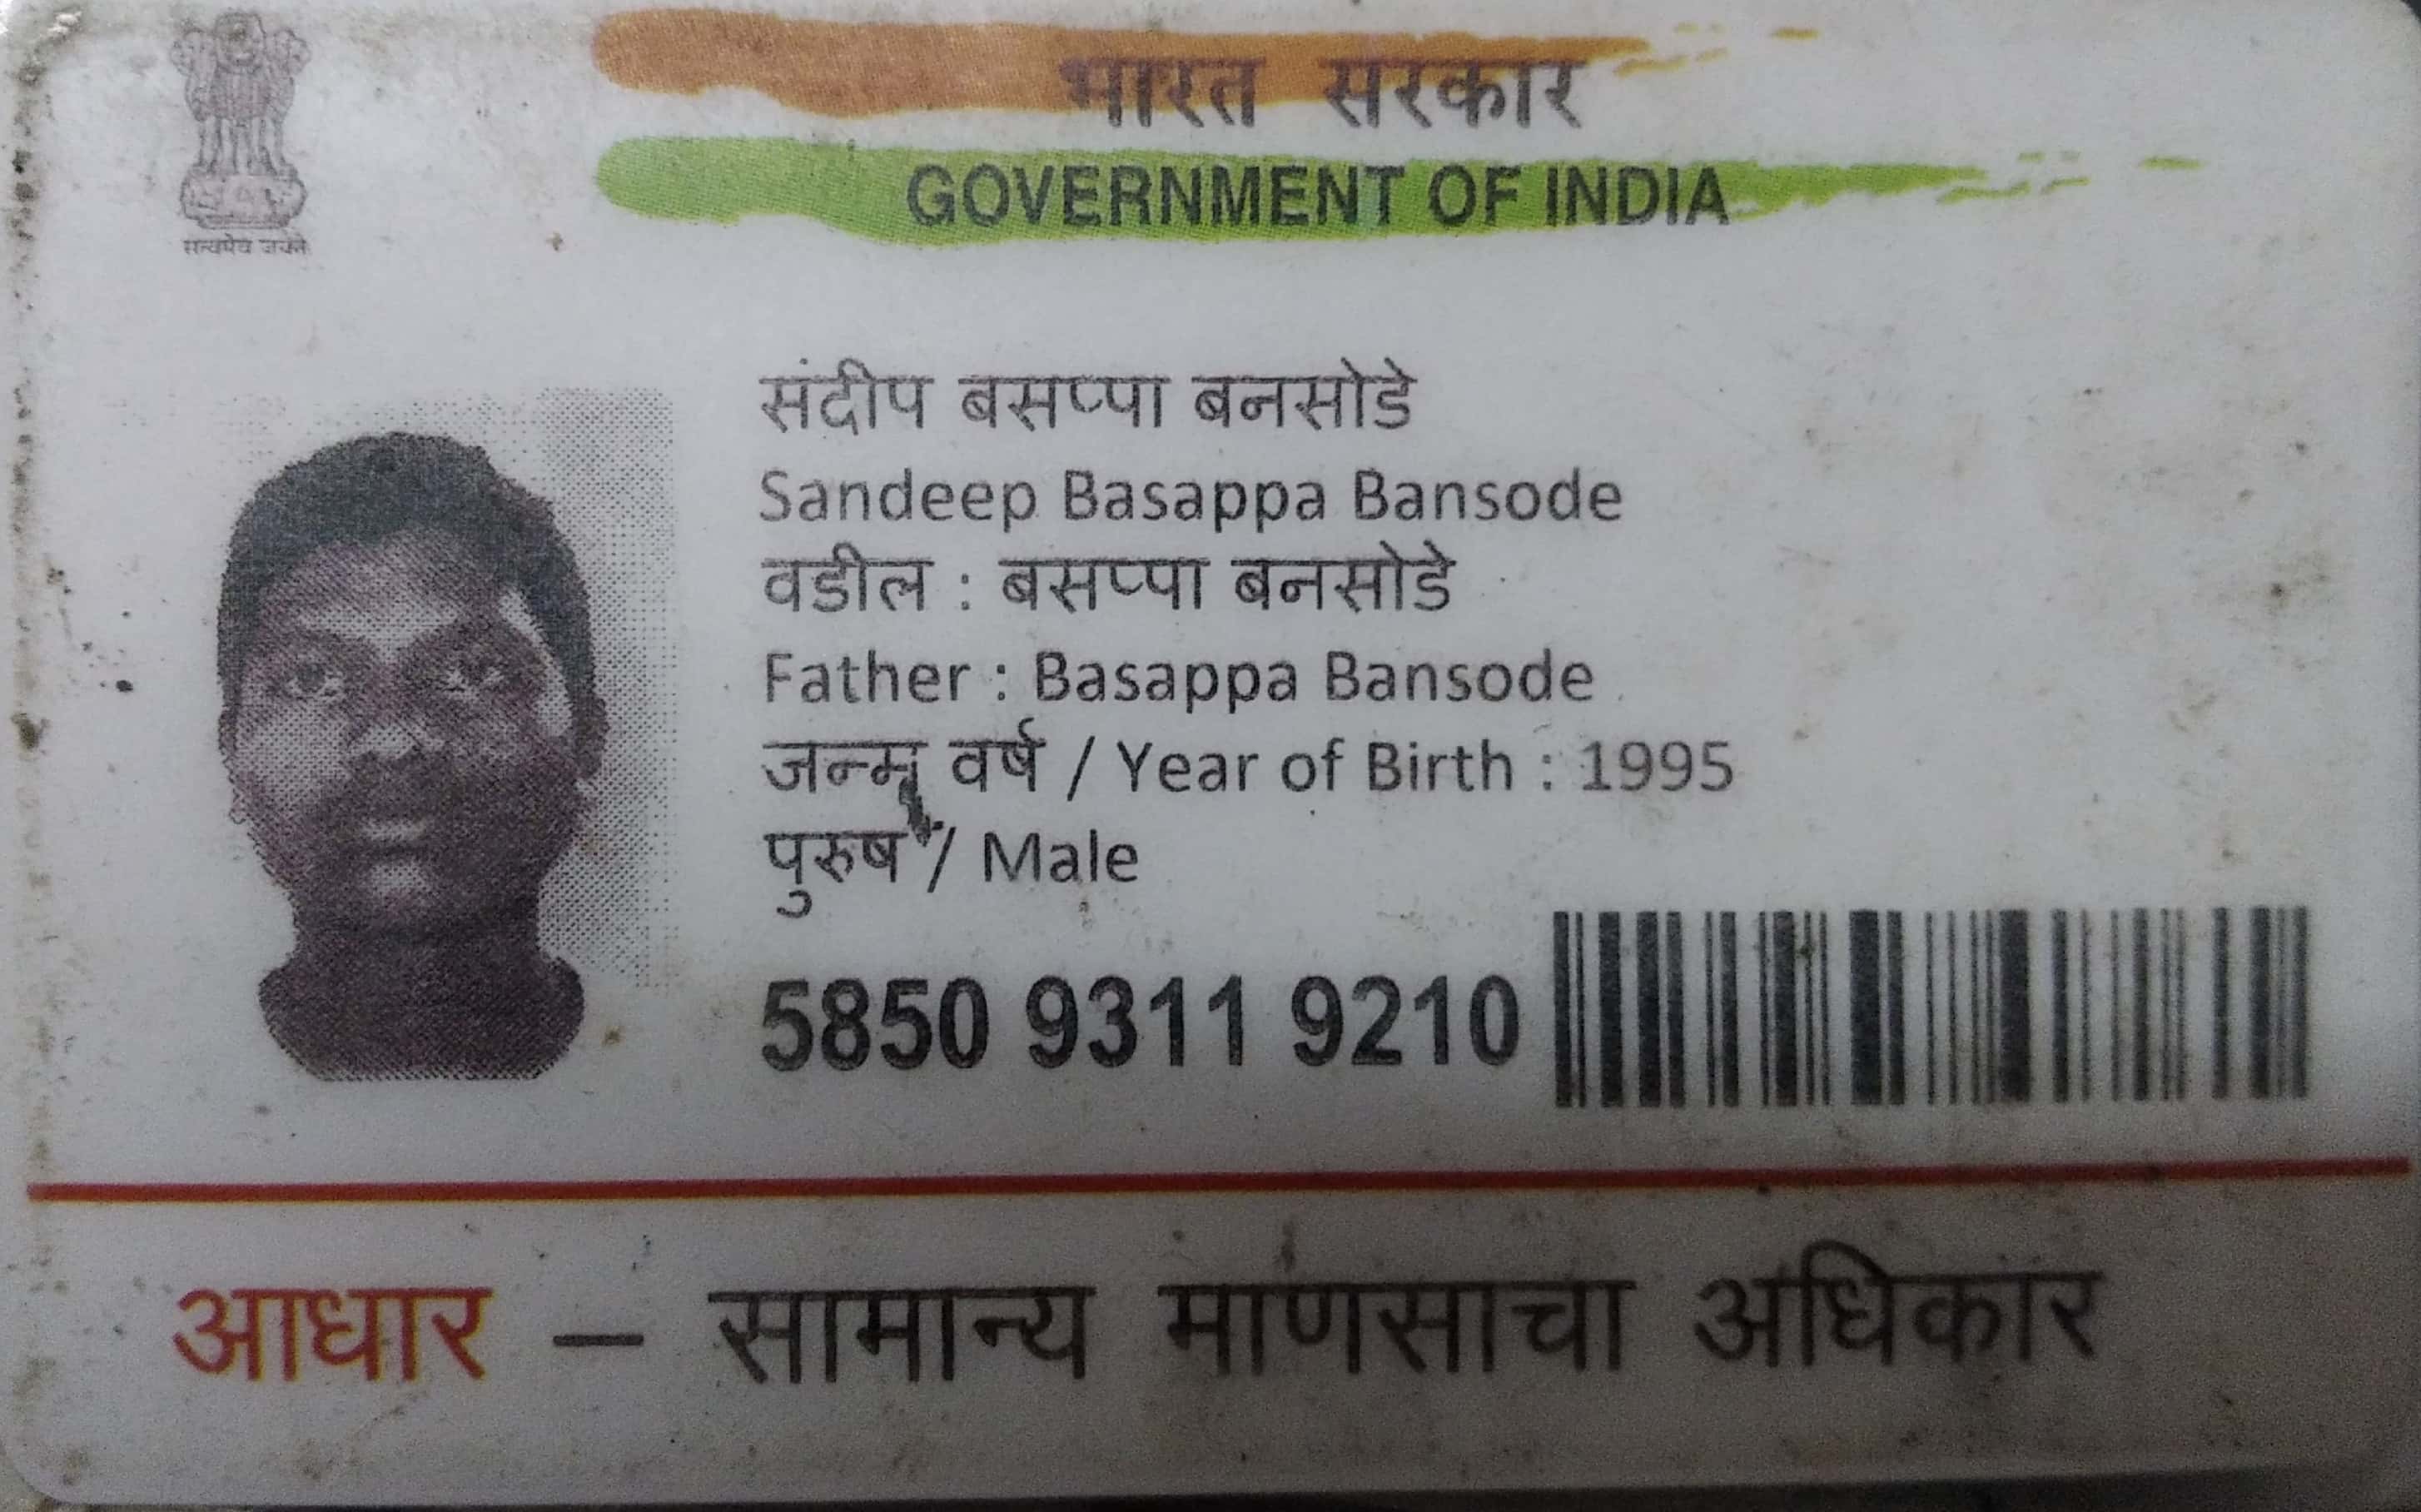 भारत सरकार
GOVERNMENT OF INDIA
सत्यमेव जयते
संदीप बसप्पा बनसोडे
Sandeep Basappa Bansode
वडील : बसप्पा बनसोडे
Father : Basappa Bansode
जन्म वर्ष / Year of Birth : 1995
पुरुष / Male
5850 9311 9210
आधार – सामान्य माणसाचा अधिकार